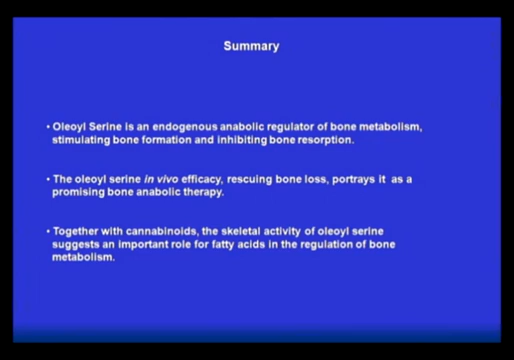 Summary
• Oleoyl Serine is an endogenous anabolic regulator of bone metabolism,
stimulating bone formation and inhibiting bone resorption.
• The oleoyl serine in vivo efficacy, rescuing bone loss, portrays it as a
promising bone anabolic therapy.
• Together with cannabinoids, the skeletal activity of oleoyl serine
suggests an important role for fatty acids in the regulation of bone
metabolism.